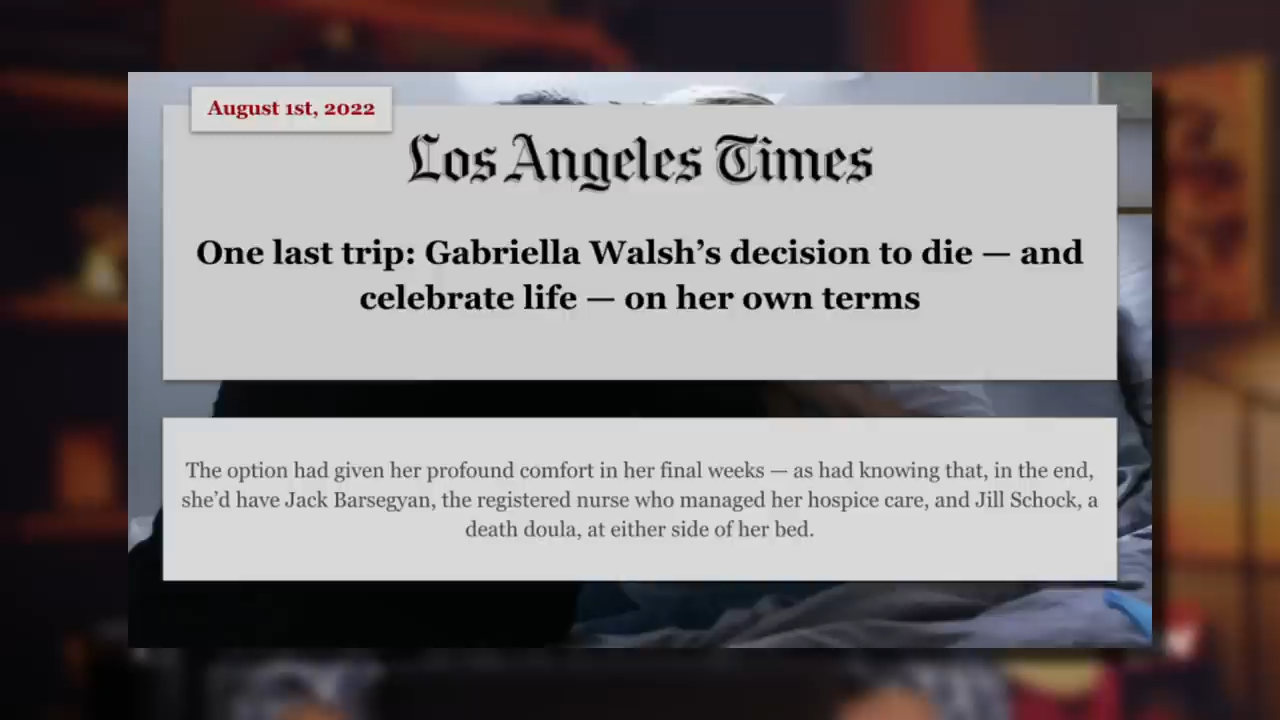 August 1st, 2022
Los Angeles Times
One last trip: Gabriella Walsh’s decision to die — and
celebrate life — on her own terms
The option had given her profound comfort in her final weeks — as had knowing that, in the end,
she’d have Jack Barsegyan, the registered nurse who managed her hospice care, and Jill Schock, a
death doula, at either side of her bed.